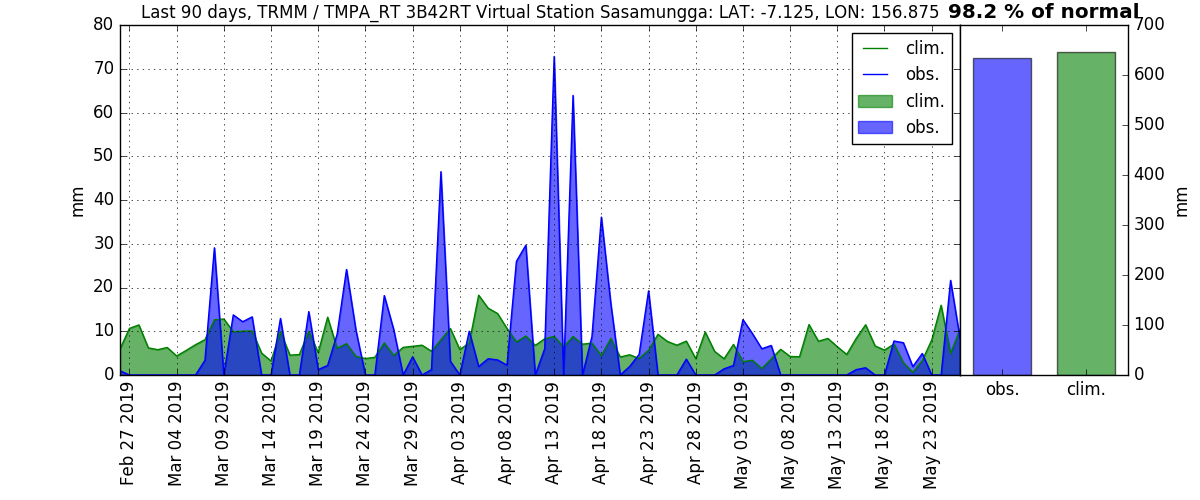 Last 90 days, TRMM / TMPA_RT 3B42RT Virtual Station Sasamungga: LAT: -7.125, LON: 156.875
98.2 % of normal
80
70
60
50
40
30
20
10
0
mm
clim.
obs.
clim.
obs.
Feb 27 2019
Mar 04 2019
Mar 09 2019
Mar 14 2019
Mar 19 2019
Mar 24 2019
Mar 29 2019
Apr 03 2019
Apr 08 2019
Apr 13 2019
Apr 18 2019
Apr 23 2019
Apr 28 2019
May 03 2019
May 08 2019
May 13 2019
May 18 2019
May 23 2019
700
600
500
400
300
200
100
0
mm
obs.
clim.